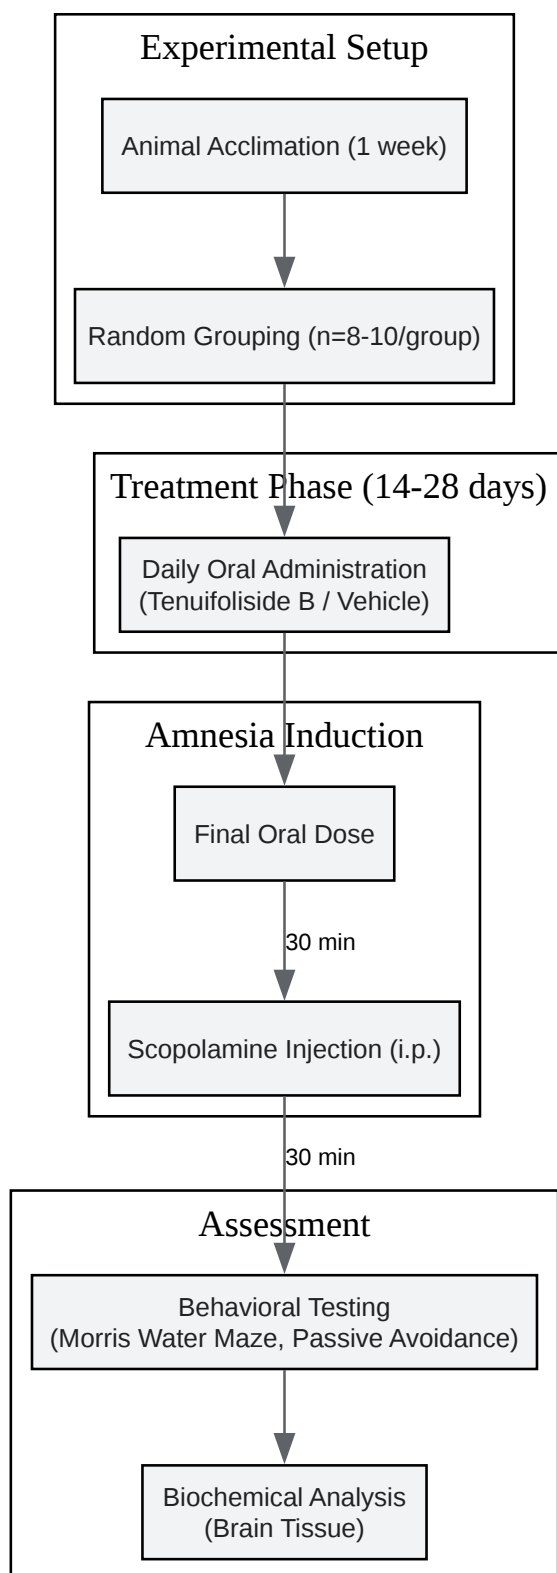 Experimental Setup
Animal Acclimation (1 week)
Random Grouping (n=8-10/group)
Treatment Phase (14-28 days)
Daily Oral Administration
(Tenuifoliside B / Vehicle)
Amnesia Induction
Final Oral Dose
30 min
Scopolamine Injection (i.p.)
30 min
Assessment
Behavioral Testing
(Morris Water Maze, Passive Avoidance)
Biochemical Analysis
(Brain Tissue)